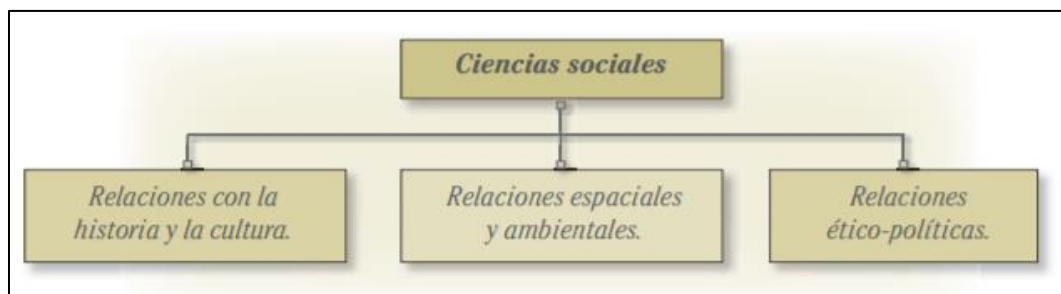 Ciencias sociales
Relaciones con la
historia y la cultura.
Relaciones espaciales
y ambientales.
Relaciones
ético-políticas.